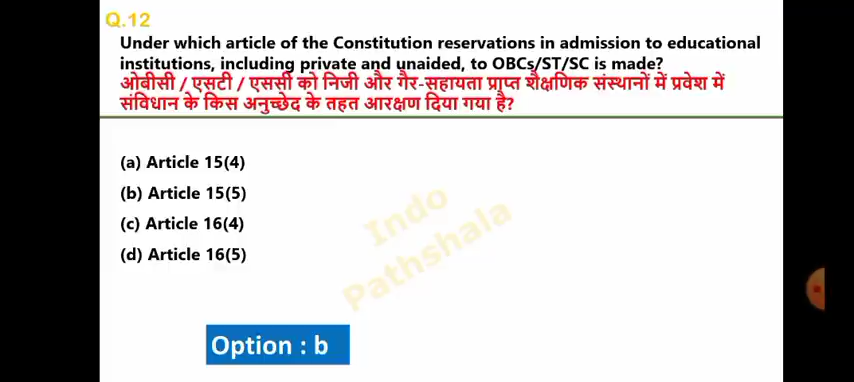 Q.12
Under which article of the Constitution reservations in admission to educational
institutions, including private and unaided, to OBCs/ST/SC is made?
ओबीसी / एसटी / एससी को निजी और गैर-सहायता प्राप्त शैक्षणिक संस्थानों में प्रवेश में
संविधान के किस अनुच्छेद के तहत आरक्षण दिया गया है?
(a) Article 15(4)
(b) Article 15(5)
(c) Article 16(4)
(d) Article 16(5)
Indo
Pathshala
Option : b